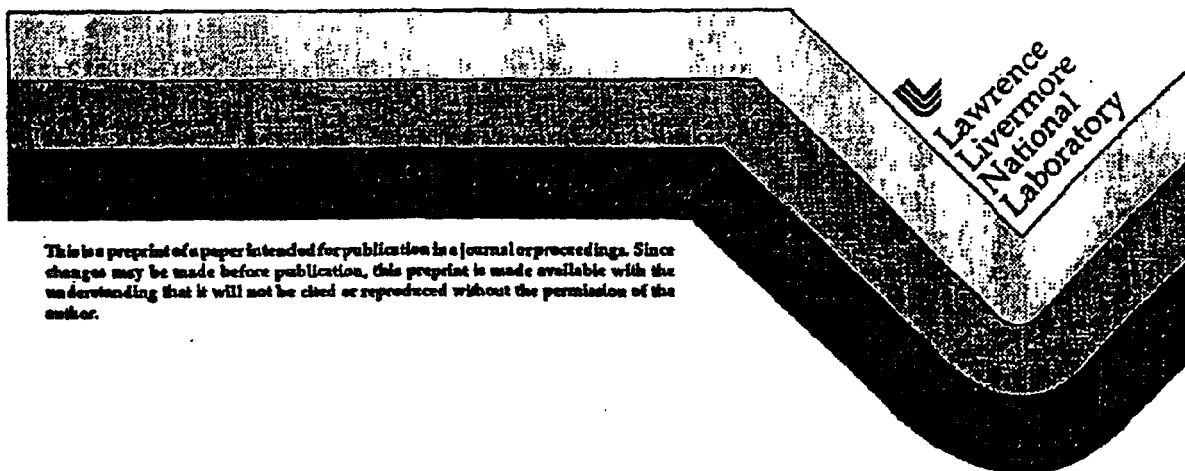 Lawrence
Livermore
National
Laboratory
This is a preprint of a paper intended for publication in a journal or proceedings. Since
changes may be made before publication, this preprint is made available with the
understanding that it will not be cited or reproduced without the permission of the
author.